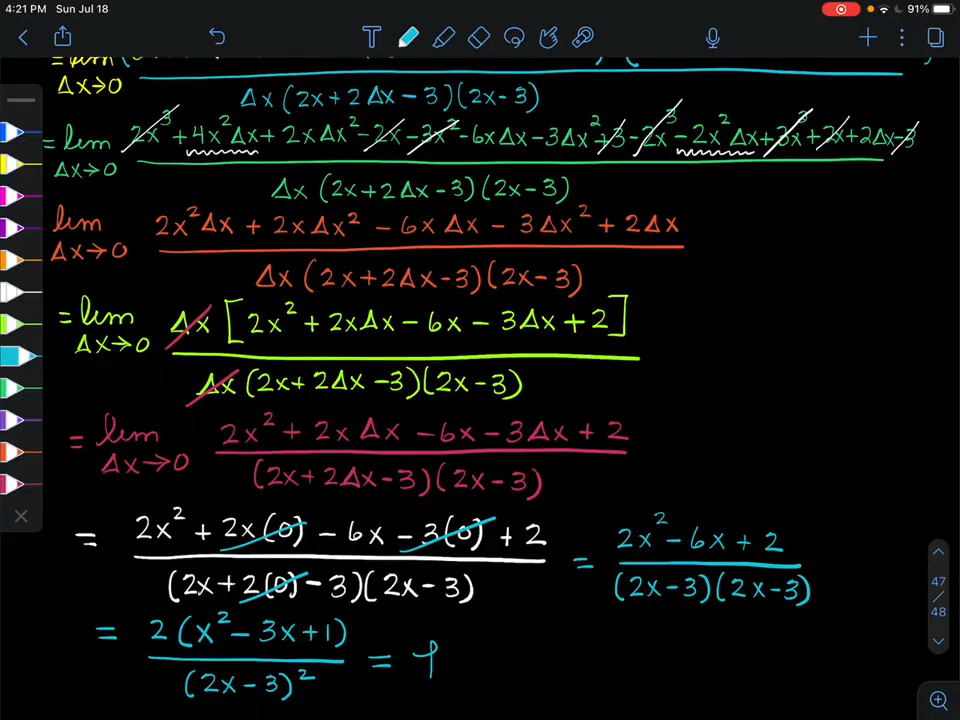 4:21 PM Sun Jul 18
91%
Δx→0
Δx(2x+2Δx-3)(2x-3)
= lim 2x³+4x²Δx+2xΔx²-2x-3x²-6xΔx-3Δx²+3-2x³-2x²Δx+3x³+2x+2Δx-3
Δx→0
Δx(2x+2Δx-3)(2x-3)
lim 2x²Δx + 2xΔx² - 6xΔx - 3Δx² + 2Δx
Δx→0
Δx(2x+2Δx-3)(2x-3)
= lim Δx[2x²+2xΔx-6x-3Δx+2]
Δx→0
Δx(2x+2Δx-3)(2x-3)
= lim 2x²+2xΔx-6x-3Δx+2
Δx→0
(2x+2Δx-3)(2x-3)
= 2x²+2x(0)-6x-3(0)+2
(2x+2(0)-3)(2x-3)
= 2x²-6x+2
(2x-3)(2x-3)
= 2(x²-3x+1)
(2x-3)²
=
47
/
48